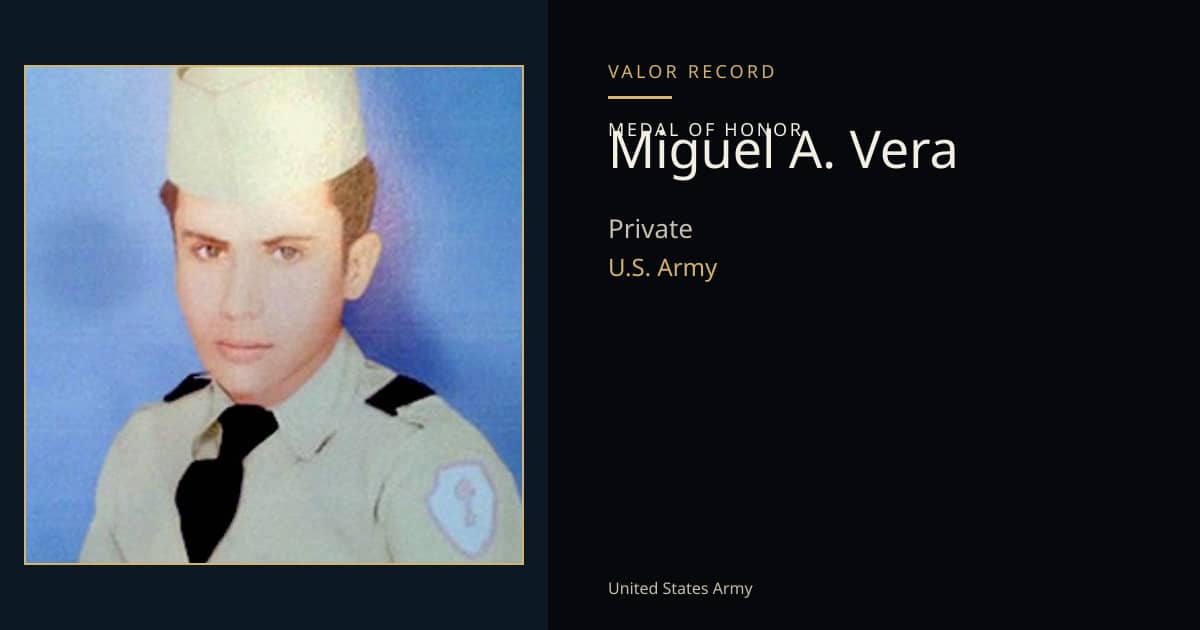 VALOR RECORD
MEDAL OF HONOR
Miguel A. Vera
Private
U.S. Army
United States Army